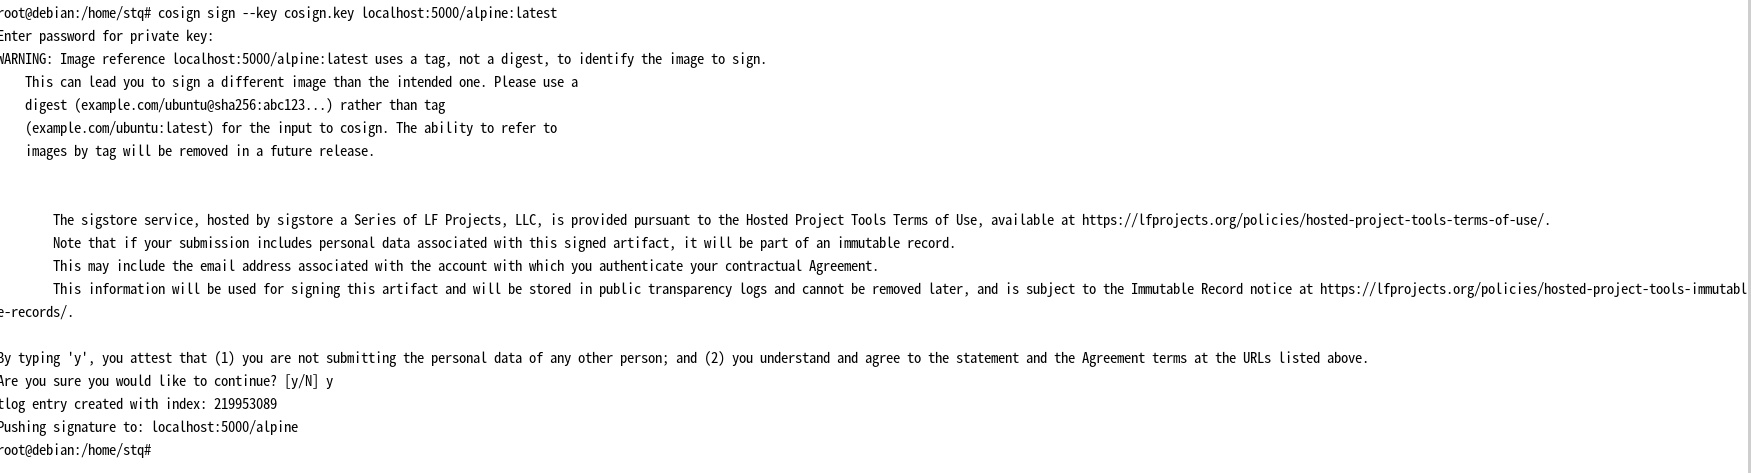 root@debian:/home/stq# cosign sign --key cosign.key localhost:5000/alpine:latest
Enter password for private key:
WARNING: Image reference localhost:5000/alpine:latest uses a tag, not a digest, to identify the image to sign.
    This can lead you to sign a different image than the intended one. Please use a
    digest (example.com/ubuntu@sha256:abc123...) rather than tag
    (example.com/ubuntu:latest) for the input to cosign. The ability to refer to
    images by tag will be removed in a future release.
        The sigstore service, hosted by sigstore a Series of LF Projects, LLC, is provided pursuant to the Hosted Project Tools Terms of Use, available at https://lfprojects.org/policies/hosted-project-tools-terms-of-use/.
        Note that if your submission includes personal data associated with this signed artifact, it will be part of an immutable record.
        This may include the email address associated with the account with which you authenticate your contractual Agreement.
        This information will be used for signing this artifact and will be stored in public transparency logs and cannot be removed later, and is subject to the Immutable Record notice at https://lfprojects.org/policies/hosted-project-tools-immutabl
e-records/.
By typing 'y', you attest that (1) you are not submitting the personal data of any other person; and (2) you understand and agree to the statement and the Agreement terms at the URLs listed above.
Are you sure you would like to continue? [y/N] y
tlog entry created with index: 219953089
Pushing signature to: localhost:5000/alpine
root@debian:/home/stq#